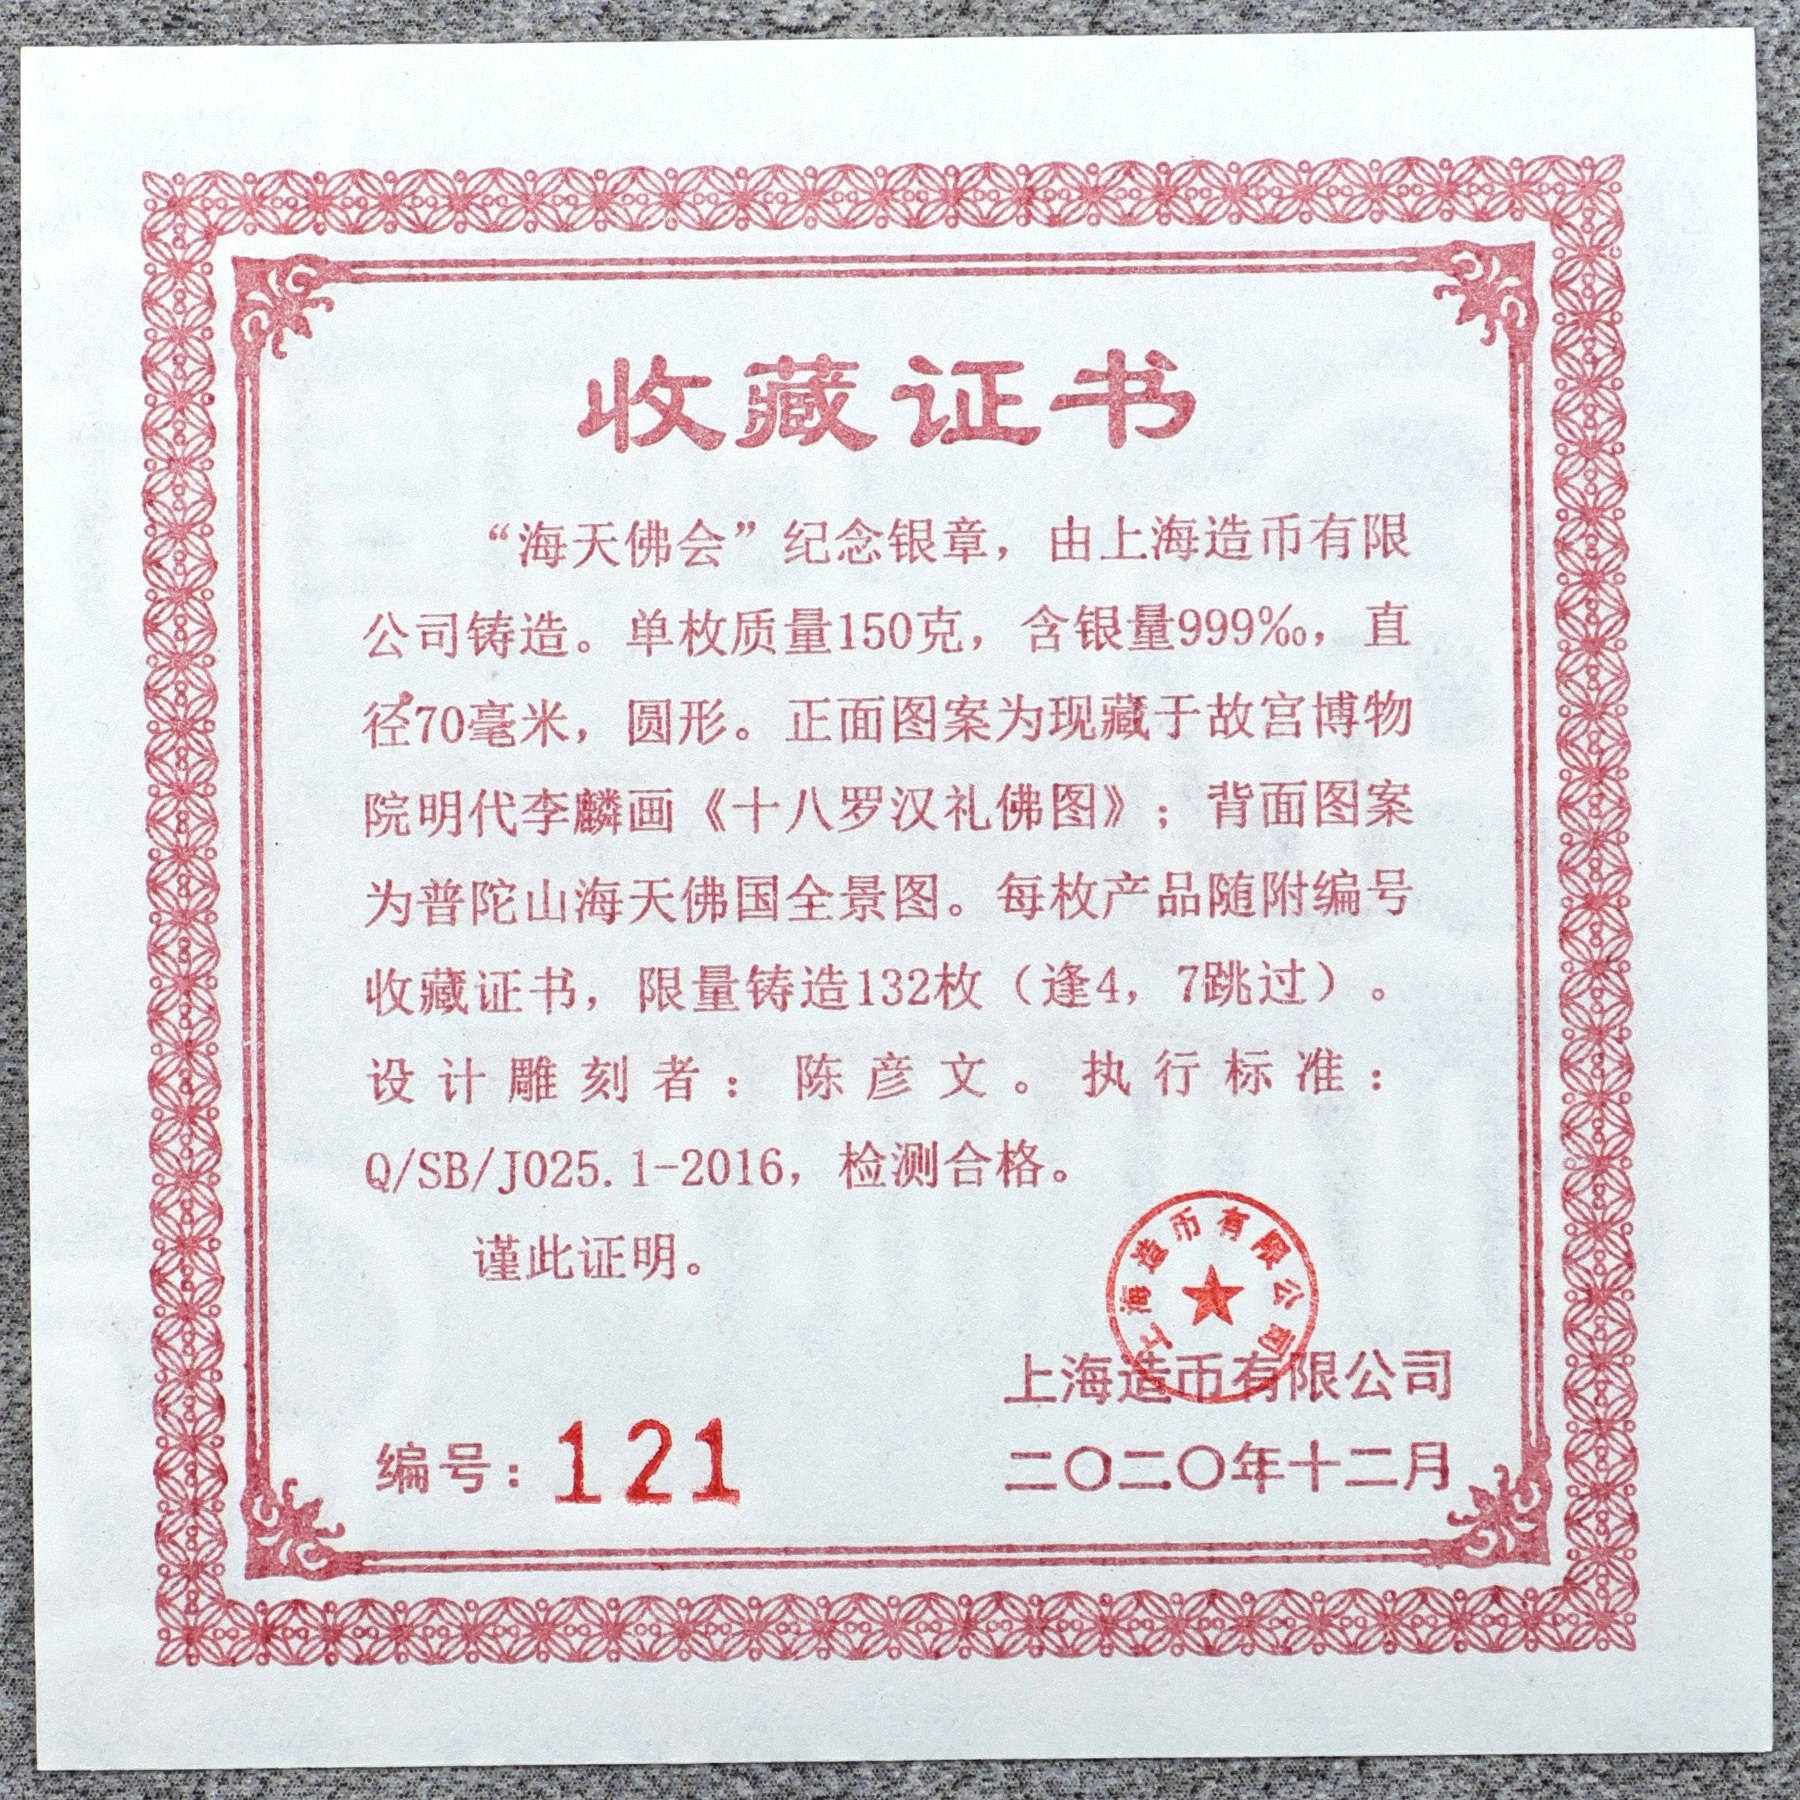 收藏证书
“海天佛会”纪念银章，由上海造币有限
公司铸造。单枚质量150克，含银量999‰，直
径70毫米，圆形。正面图案为现藏于故宫博物
院明代李麟画《十八罗汉礼佛图》；背面图案
为普陀山海天佛国全景图。每枚产品随附编号
收藏证书，限量铸造132枚（逢4，7跳过）。
设计雕刻者：陈彦文。执行标准：
Q/SB/J025.1-2016，检测合格。
谨此证明。
上海造币有限公司
上海造币有限公司
编号：121
二〇二〇年十二月